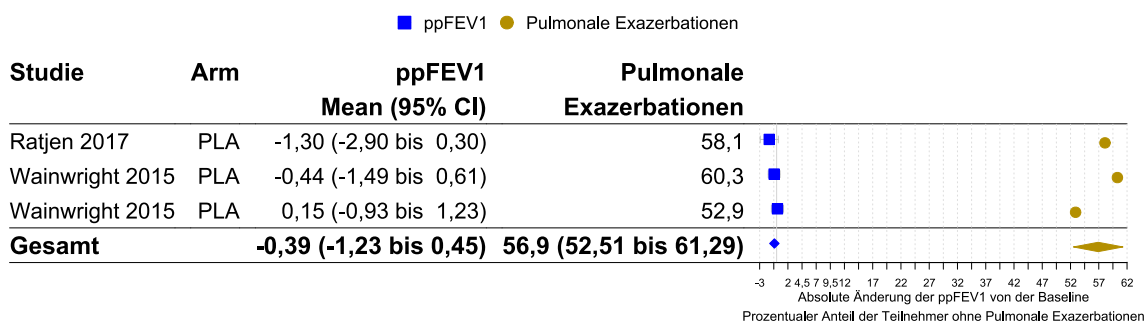 ppFEV1 Pulmonale Exazerbationen
Studie Arm ppFEV1 Pulmonale
Mean (95% CI) Exazerbationen
Ratjen 2017 PLA -1,30 (-2,90 bis 0,30) 58,1
Wainwright 2015 PLA -0,44 (-1,49 bis 0,61) 60,3
Wainwright 2015 PLA 0,15 (-0,93 bis 1,23) 52,9
Gesamt -0,39 (-1,23 bis 0,45) 56,9 (52,51 bis 61,29)
-3 2 4,5 7 9,5 12 17 22 27 32 37 42 47 52 57 62
Absolute Änderung der ppFEV1 von der Baseline
Prozentualer Anteil der Teilnehmer ohne Pulmonale Exazerbationen